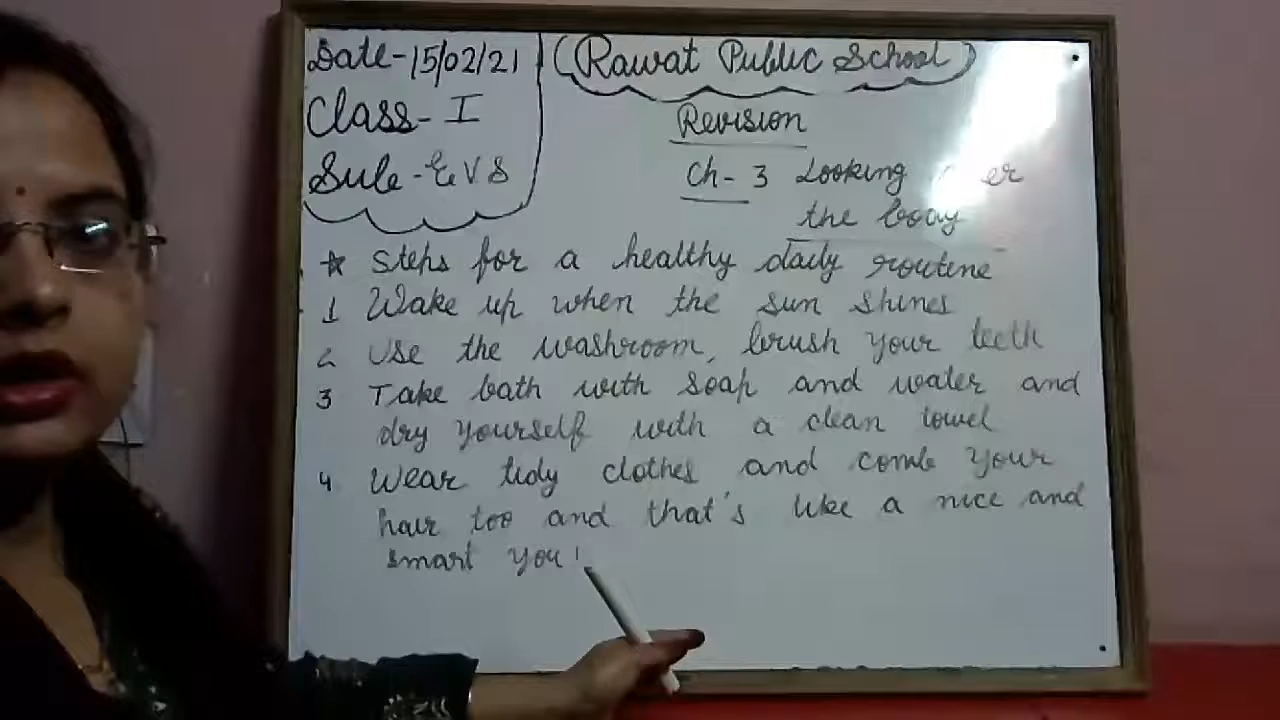 Date-15/02/21
(Rawat Public School)
Class-I
Sub-EVS
Revision
Ch-3 Looking
the body
* Steps for a healthy daily routine
1 Wake up when the sun shines
2 Use the washroom, brush your teeth
3 Take bath with soap and water and
dry yourself with a clean towel
4 Wear tidy clothes and comb your
hair too and that's like a nice and
smart you!